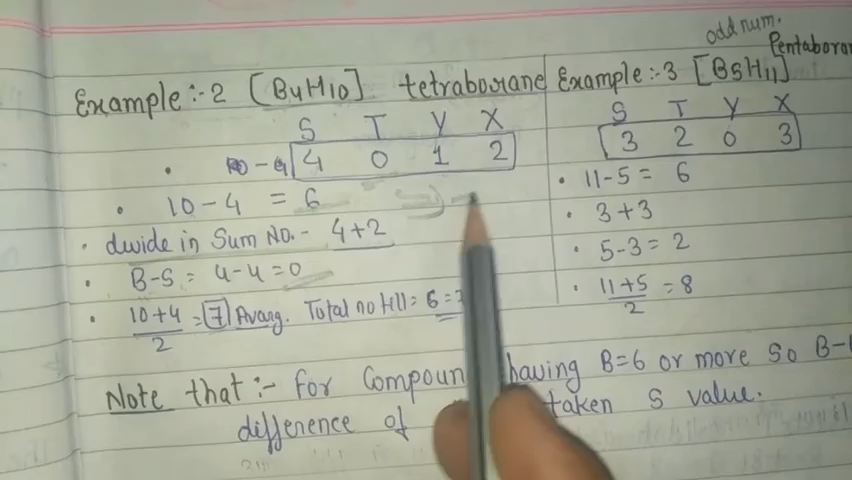 odd num.
Example:-2 [B4H10] tetraborane
S T Y X
4 0 1 2
10-4 = 6
divide in Sum No.- 4+2
B-S = 4-4=0
10+4/2 = 7 Avarg. Total no till = 6=7
Example:-3 [B5H11] Pentaboran
S T Y X
3 2 0 3
11-5= 6
3+3
5-3=2
11+5/2 = 8
Note that:- for Compoun having B=6 or more So B-
difference of taken S value.